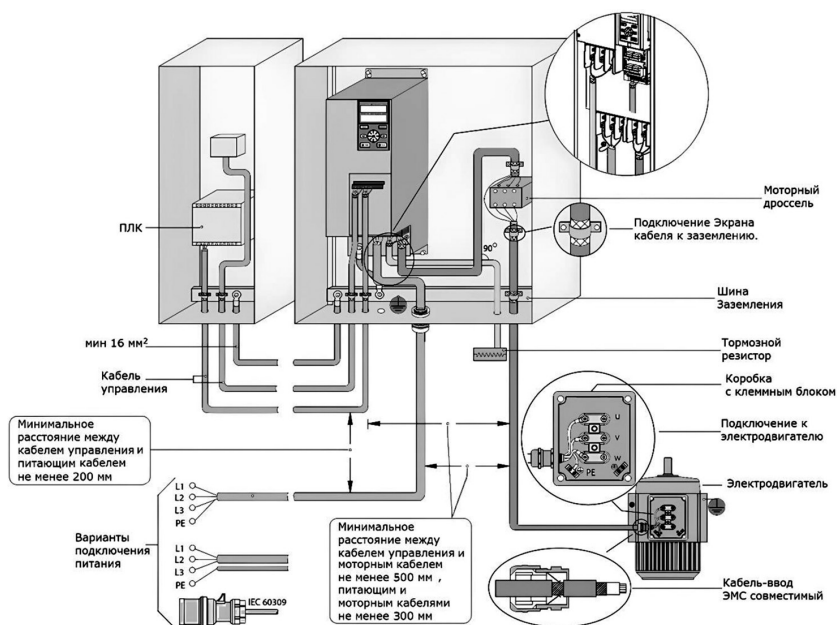 Моторный
дроссель
ПЛК
Подключение Экрана
кабеля к заземлению.
90°
Шина
Заземления
мин 16 мм²
Тормозной
резистор
Кабель
управления
Коробка
с клеммным блоком
Минимальное
расстояние между
кабелем управления и
питающим кабелем
не менее 200 мм
U
V
W
PE
Подключение к
электродвигателю
Электродвигатель
L1
L2
L3
PE
Варианты
подключения
питания
L1
L2
L3
PE
IEC 60309
Минимальное
расстояние между
кабелем управления и
моторным кабелем
не менее 500 мм ,
питающим и
моторным кабелями
не менее 300 мм
Кабель-ввод
ЭМС совместимый